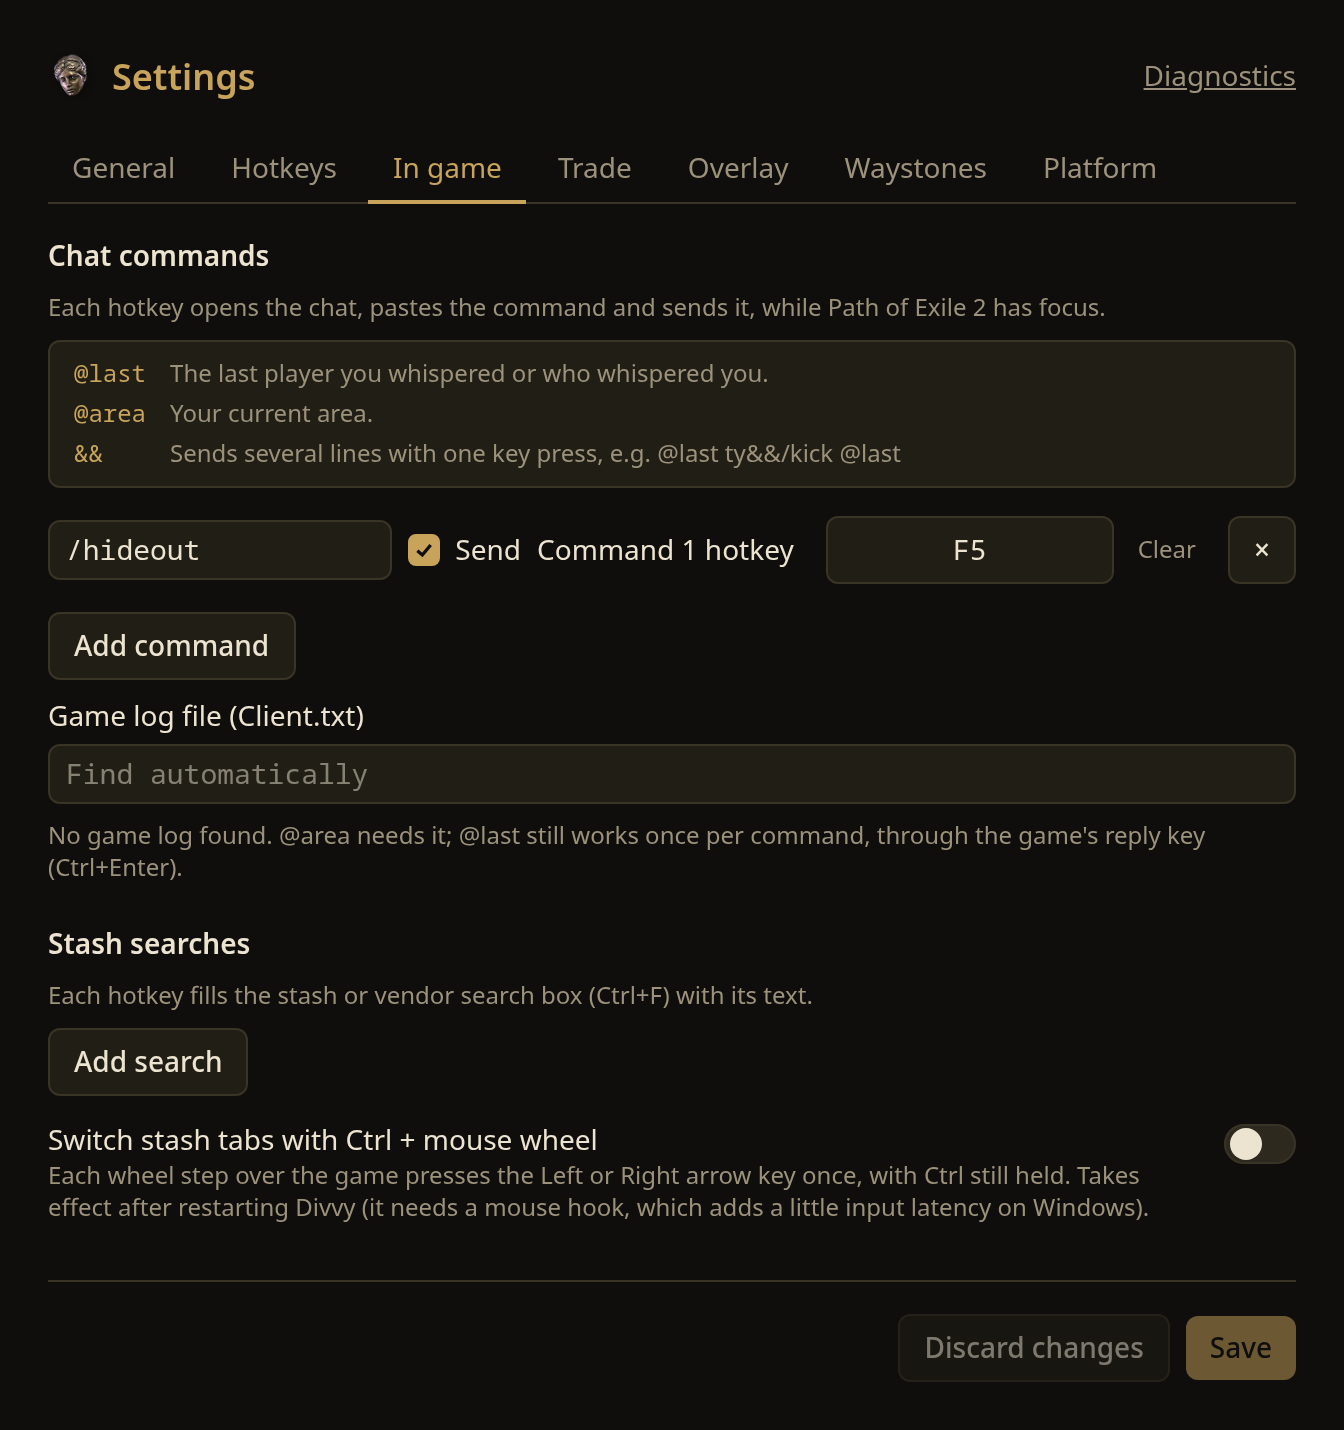 Settings
Diagnostics
General Hotkeys In game Trade Overlay Waystones Platform
Chat commands
Each hotkey opens the chat, pastes the command and sends it, while Path of Exile 2 has focus.
@last The last player you whispered or who whispered you.
@area Your current area.
&& Sends several lines with one key press, e.g. @last ty&&/kick @last
/hideout Send Command 1 hotkey F5 Clear ×
Add command
Game log file (Client.txt)
Find automatically
No game log found. @area needs it; @last still works once per command, through the game's reply key
(Ctrl+Enter).
Stash searches
Each hotkey fills the stash or vendor search box (Ctrl+F) with its text.
Add search
Switch stash tabs with Ctrl + mouse wheel
Each wheel step over the game presses the Left or Right arrow key once, with Ctrl still held. Takes
effect after restarting Divvy (it needs a mouse hook, which adds a little input latency on Windows).
Discard changes Save